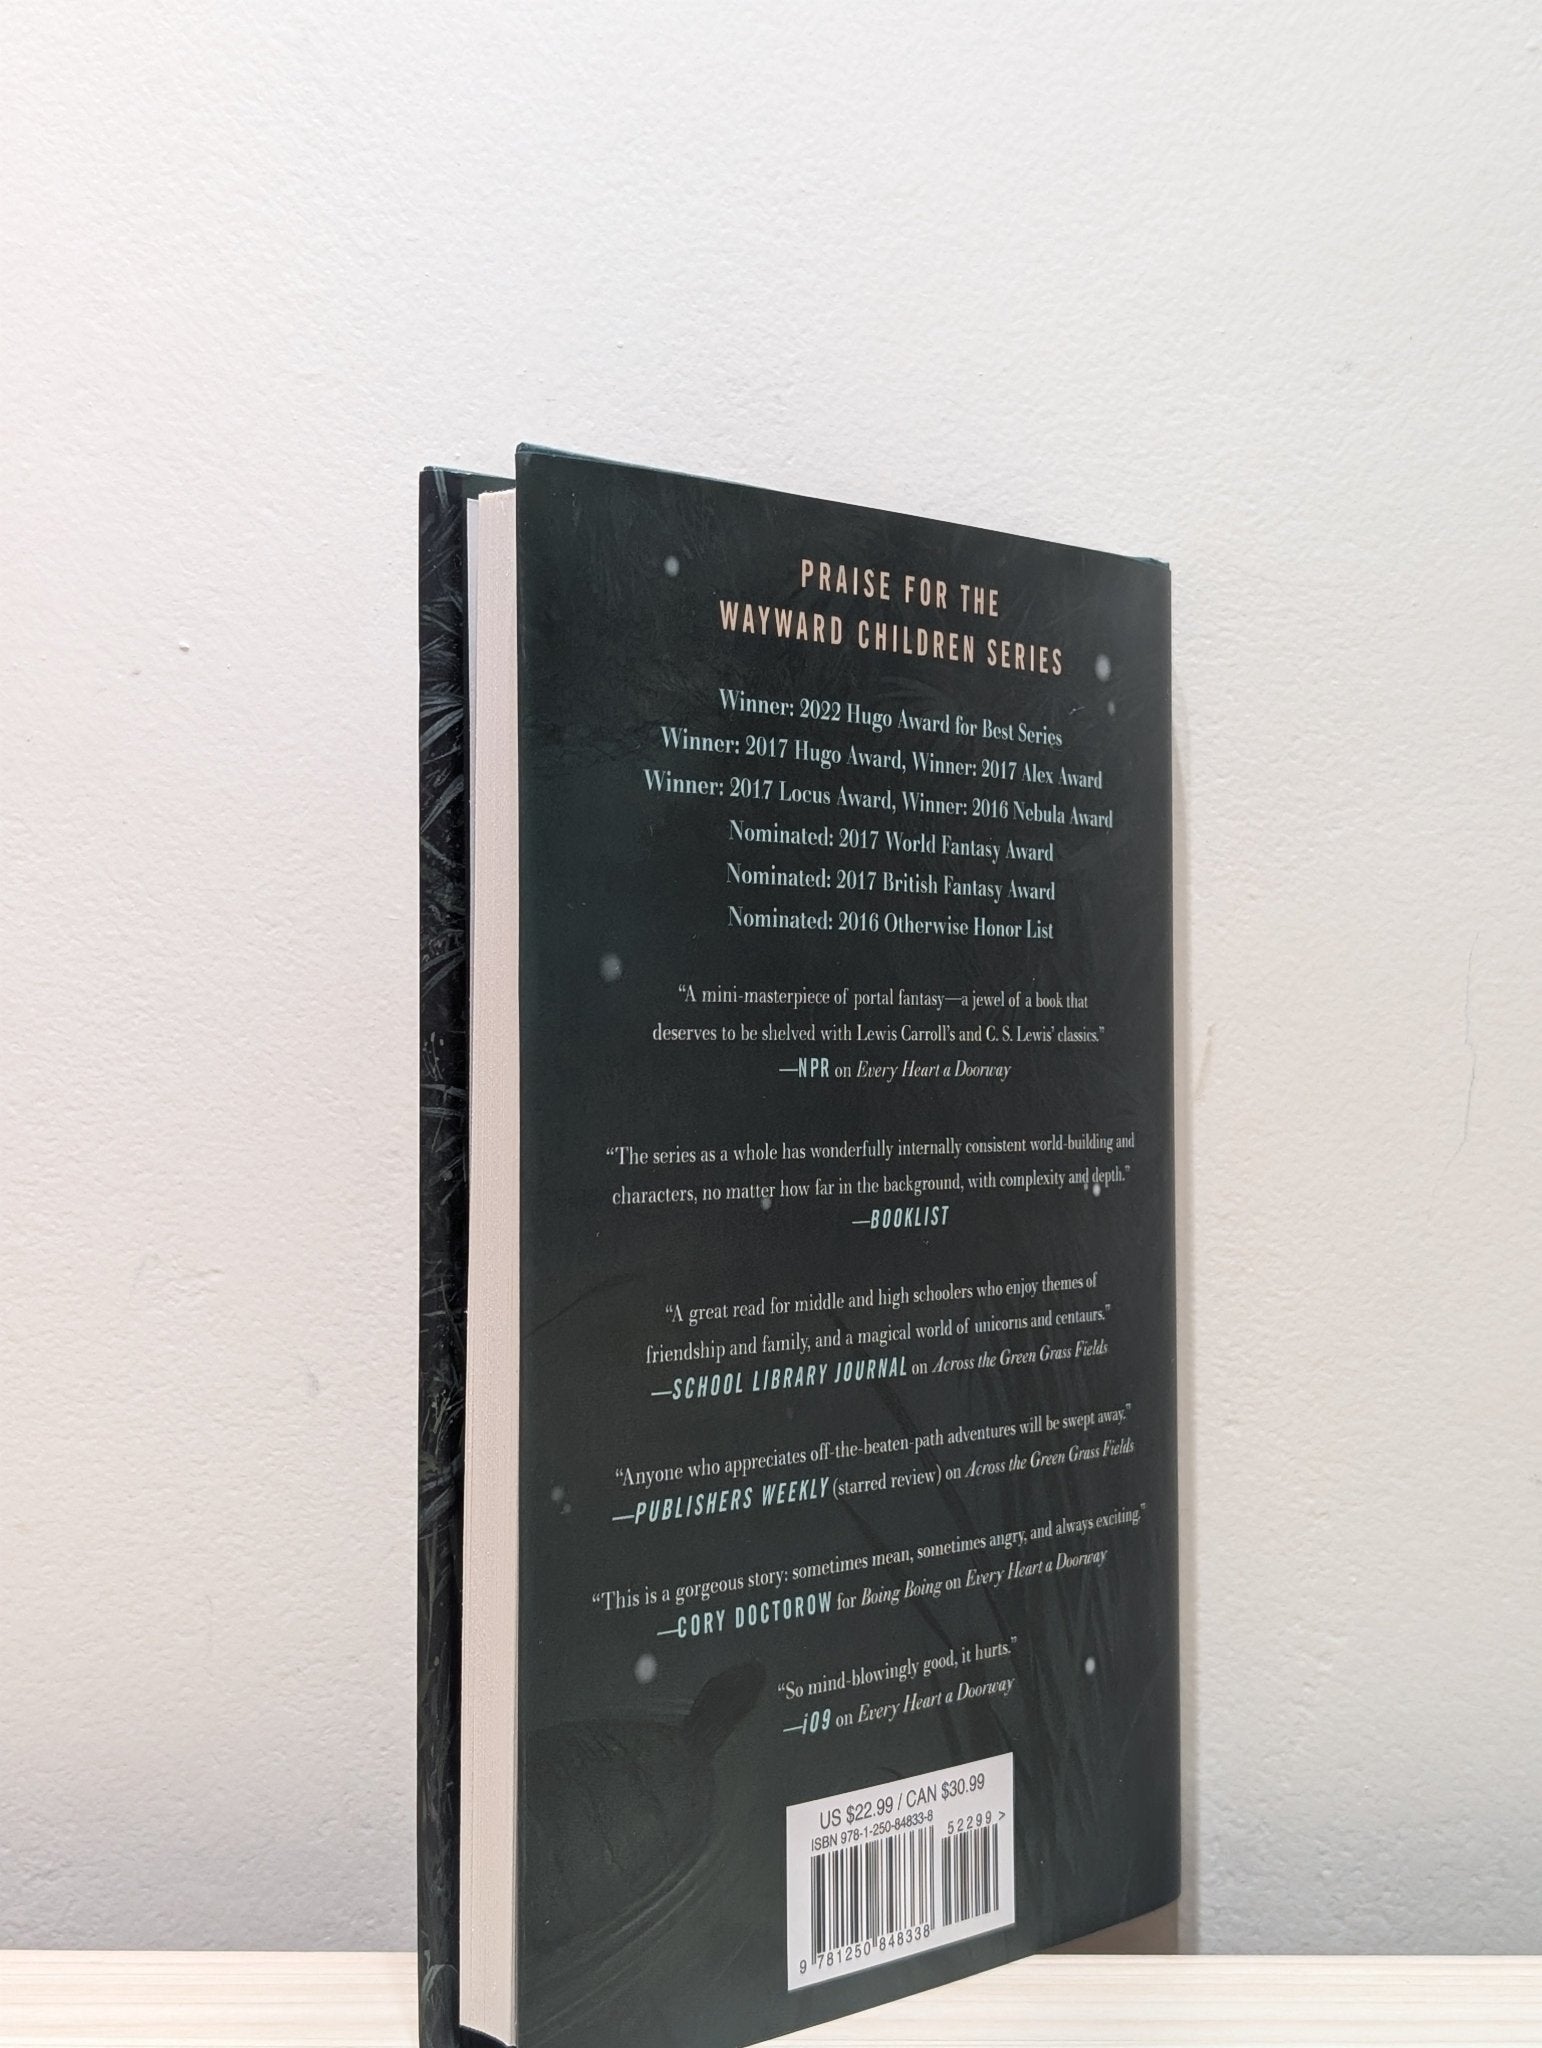 PRAISE FOR THE
WAYWARD CHILDREN SERIES
Winner: 2022 Hugo Award for Best Series
Winner: 2017 Hugo Award, Winner: 2017 Alex Award
Winner: 2017 Locus Award, Winner: 2016 Nebula Award
Nominated: 2017 World Fantasy Award
Nominated: 2017 British Fantasy Award
Nominated: 2016 Otherwise Honor List
“A mini-masterpiece of portal fantasy—a jewel of a book that
deserves to be shelved with Lewis Carroll’s and C. S. Lewis’ classics.”
—NPR on Every Heart a Doorway
“The series as a whole has wonderfully internally consistent world-building and
characters, no matter how far in the background, with complexity and depth.”
—BOOKLIST
“A great read for middle and high schoolers who enjoy themes of
friendship and family, and a magical world of unicorns and centaurs.”
—SCHOOL LIBRARY JOURNAL on Across the Green Grass Fields
“Anyone who appreciates off-the-beaten-path adventures will be swept away.”
—PUBLISHERS WEEKLY (starred review) on Across the Green Grass Fields
“This is a gorgeous story: sometimes mean, sometimes angry, and always exciting.”
—CORY DOCTOROW for Boing Boing on Every Heart a Doorway
“So mind-blowingly good, it hurts.”
—i09 on Every Heart a Doorway
US $22.99 / CAN $30.99
ISBN 978-1-250-84833-8
52299 >
9 781250 848338